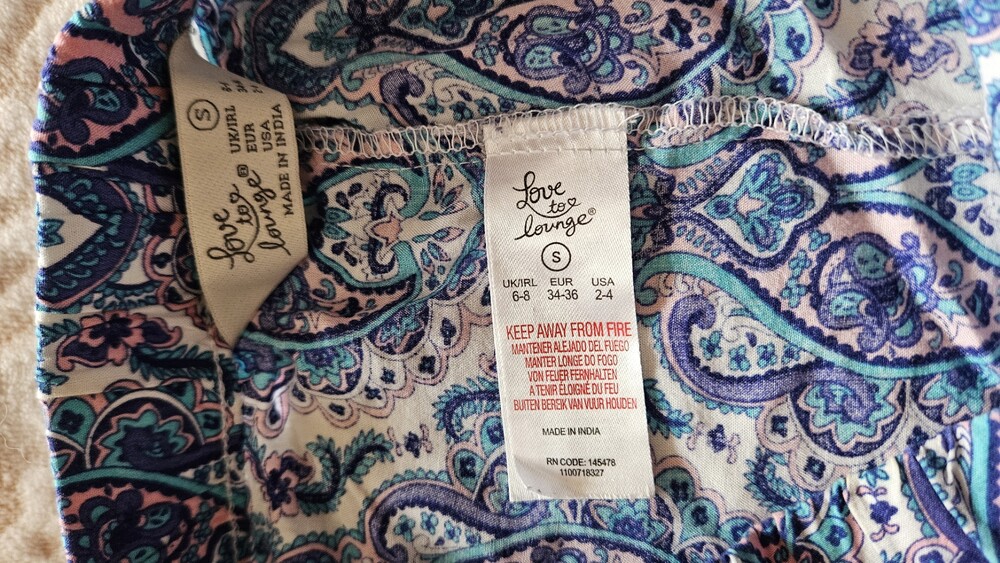 Love
to
lounge®
S
UK/IRL
EUR
USA
MADE IN INDIA
Love
to
lounge®
S
UK/IRL EUR USA
6-8 34-36 2-4
KEEP AWAY FROM FIRE
MANTENER ALEJADO DEL FUEGO
MANTER LONGE DO FOGO
VON FEUER FERNHALTEN
A TENIR ÉLOIGNÉ DU FEU
BUITEN BEREIK VAN VUUR HOUDEN
MADE IN INDIA
RN CODE: 145478
1100718327